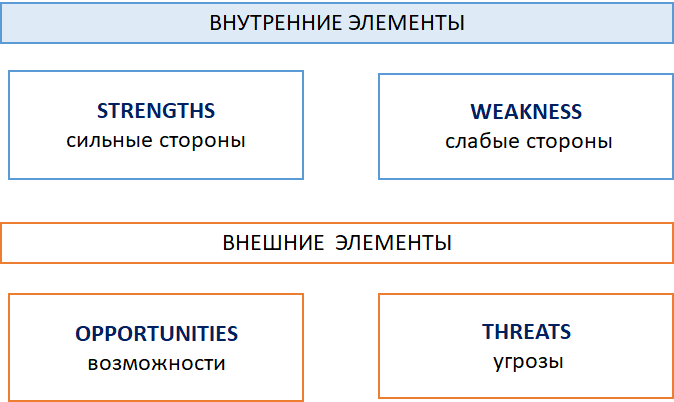 ВНУТРЕННИЕ ЭЛЕМЕНТЫ
STRENGTHS
сильные стороны
WEAKNESS
слабые стороны
ВНЕШНИЕ ЭЛЕМЕНТЫ
OPPORTUNITIES
возможности
THREATS
угрозы